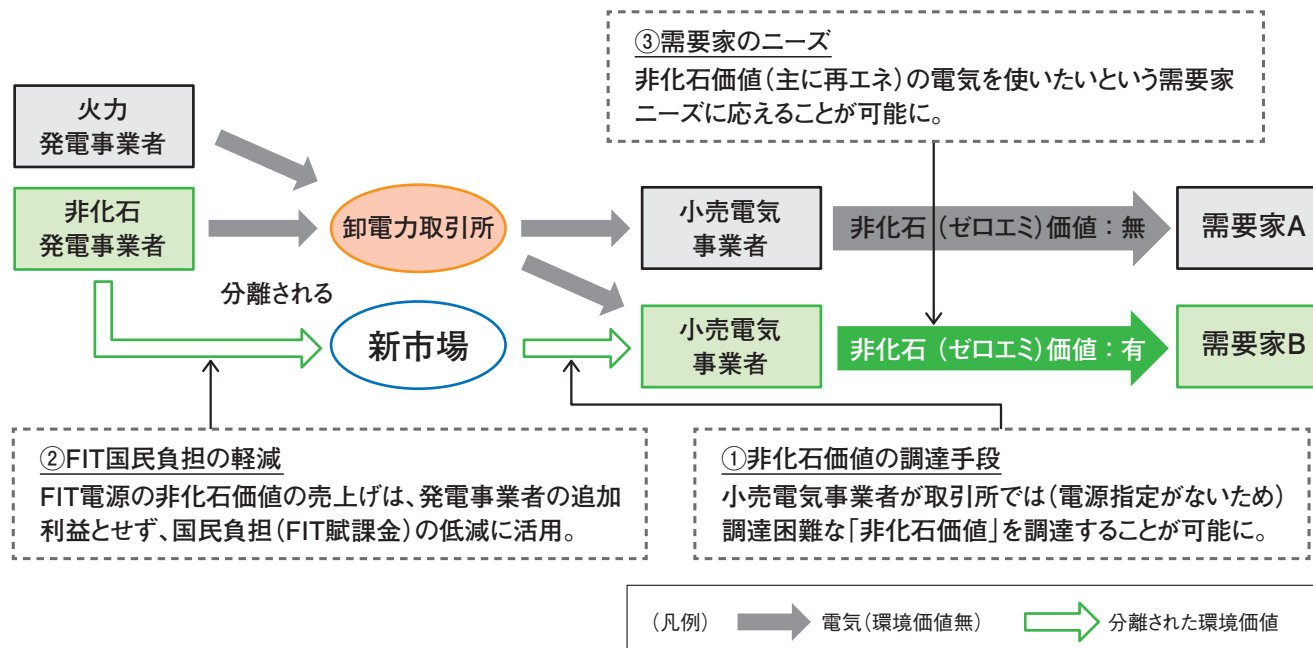 ③需要家のニーズ
非化石価値(主に再エネ)の電気を使いたいという需要家
ニーズに応えることが可能に。
火力
発電事業者
非化石
発電事業者
卸電力取引所
小売電気
事業者
非化石 (ゼロエミ)価値:無
需要家A
分離される
新市場
小売電気
事業者
非化石 (ゼロエミ)価値:有
需要家B
②FIT国民負担の軽減
FIT電源の非化石価値の売上げは、発電事業者の追加
利益とせず、国民負担(FIT賦課金)の低減に活用。
①非化石価値の調達手段
小売電気事業者が取引所では(電源指定がないため)
調達困難な「非化石価値」を調達することが可能に。
(凡例) 電気(環境価値無) 分離された環境価値